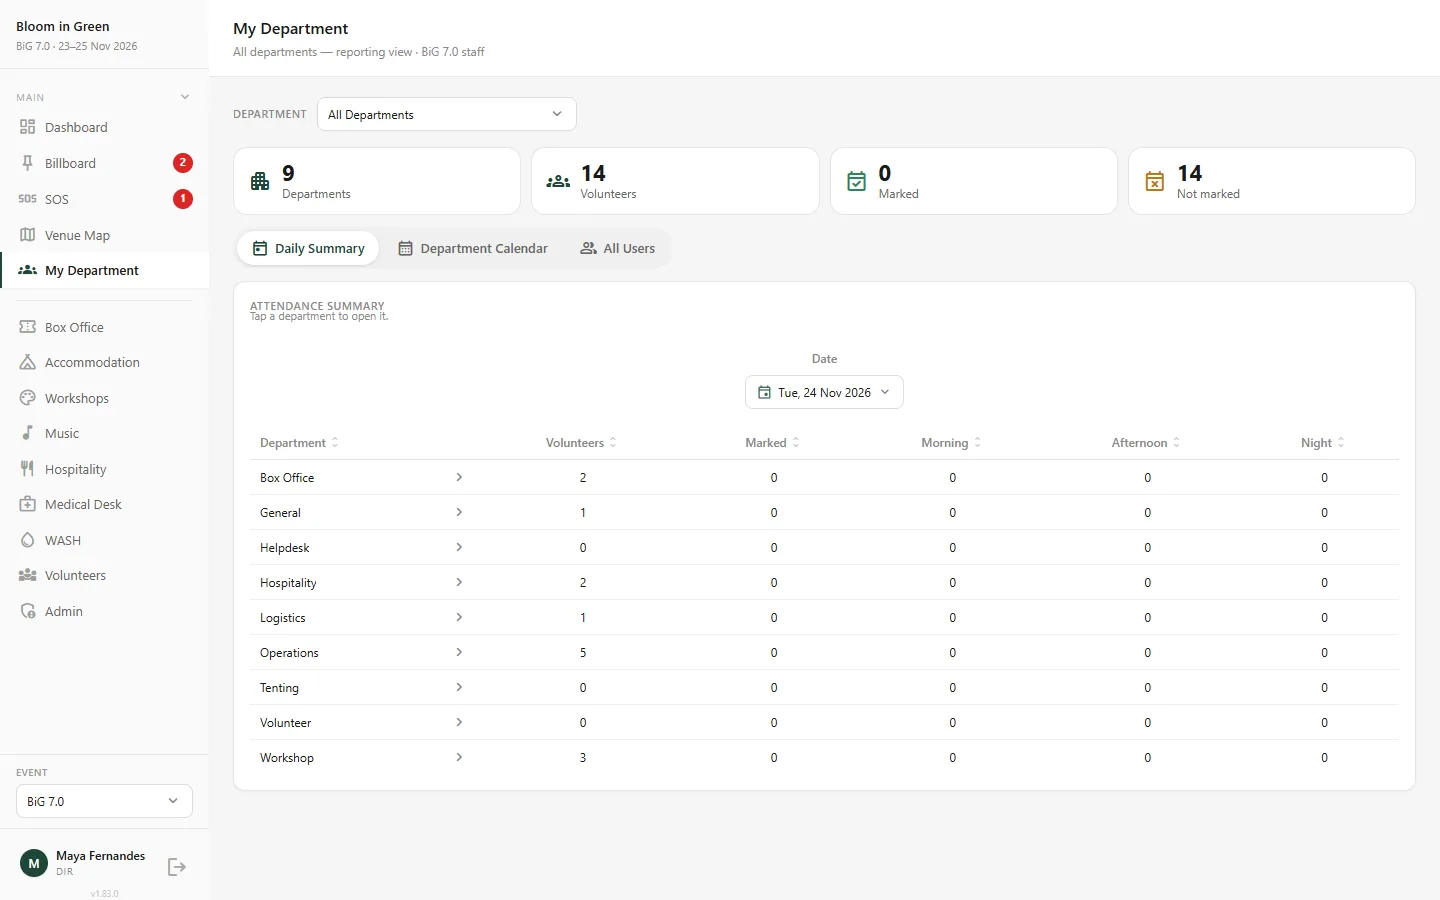 Bloom in Green
BiG 7.0 · 23–25 Nov 2026
MAIN
Dashboard
Billboard 2
SOS SOS 1
Venue Map
My Department
Box Office
Accommodation
Workshops
Music
Hospitality
Medical Desk
WASH
Volunteers
Admin
EVENT
BiG 7.0
M Maya Fernandes
DIR
v1.83.0
My Department
All departments — reporting view · BiG 7.0 staff
DEPARTMENT All Departments
9
Departments
14
Volunteers
0
Marked
14
Not marked
Daily Summary Department Calendar All Users
ATTENDANCE SUMMARY
Tap a department to open it.
Date
Tue, 24 Nov 2026
Department Volunteers Marked Morning Afternoon Night
Box Office 2 0 0 0 0
General 1 0 0 0 0
Helpdesk 0 0 0 0 0
Hospitality 2 0 0 0 0
Logistics 1 0 0 0 0
Operations 5 0 0 0 0
Tenting 0 0 0 0 0
Volunteer 0 0 0 0 0
Workshop 3 0 0 0 0